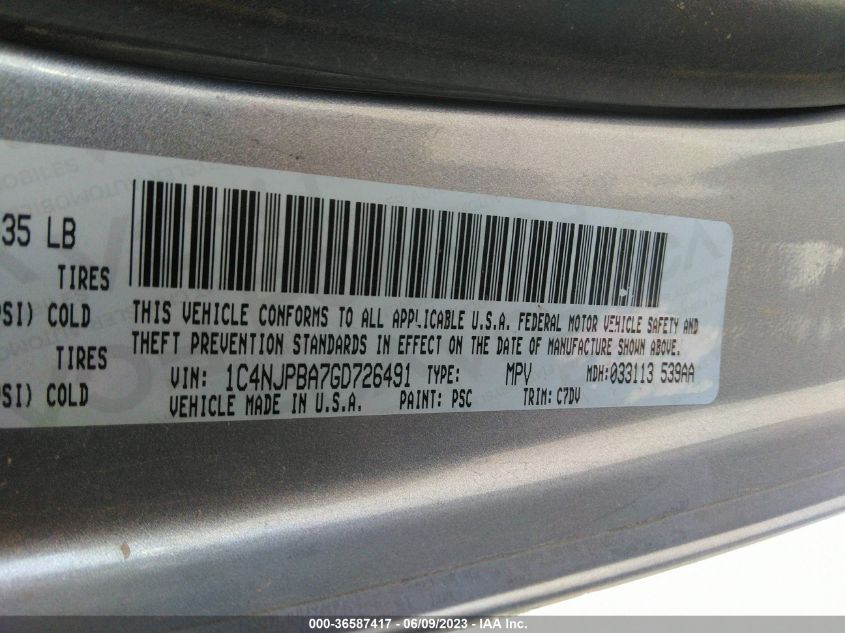 35 LB
TIRES
PSI) COLD
TIRES
SI) COLD
THIS VEHICLE CONFORMS TO ALL APPLICABLE U.S.A. FEDERAL MOTOR VEHICLE SAFETY AND
THEFT PREVENTION STANDARDS IN EFFECT ON THE DATE OF MANUFACTURE SHOWN ABOVE.
VIN: 1C4NJPBA7GD726491 TYPE: MPV MDH:033113 539AA
VEHICLE MADE IN U.S.A. PAINT: PSC TRIM: C7DV
000-36587417 - 06/09/2023 - IAA Inc.